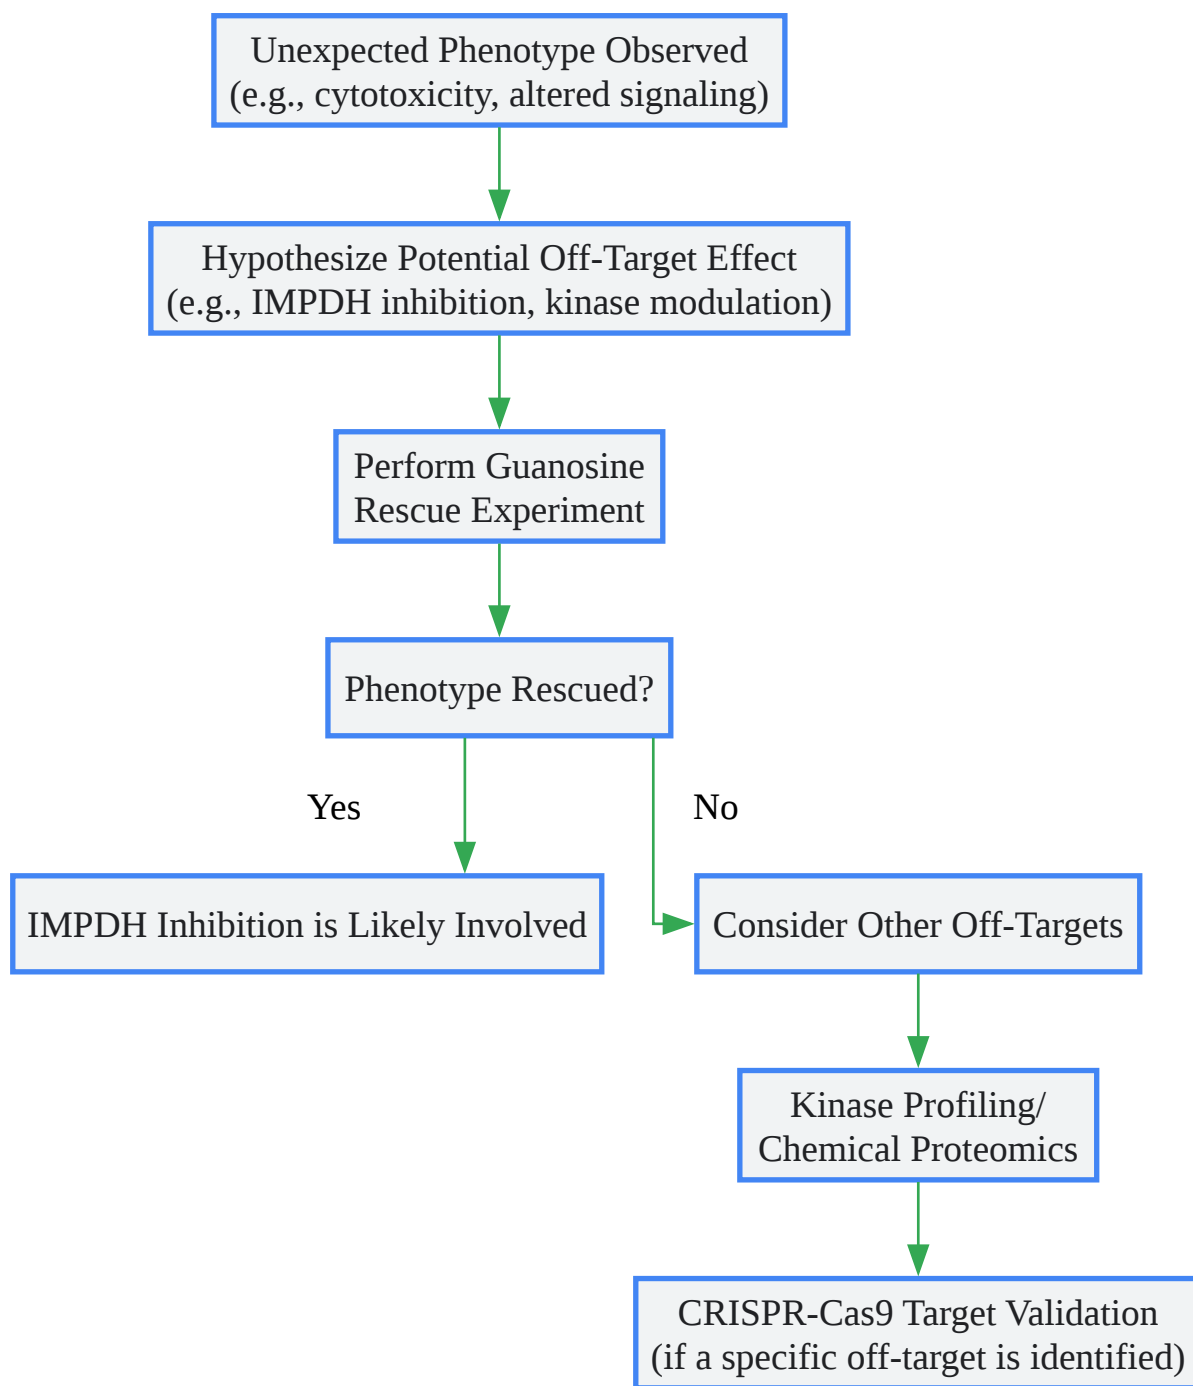 Unexpected Phenotype Observed
(e.g., cytotoxicity, altered signaling)
Hypothesize Potential Off-Target Effect
(e.g., IMPDH inhibition, kinase modulation)
Perform Guanosine
Rescue Experiment
Phenotype Rescued?
Yes
No
IMPDH Inhibition is Likely Involved
Consider Other Off-Targets
Kinase Profiling/
Chemical Proteomics
CRISPR-Cas9 Target Validation
(if a specific off-target is identified)